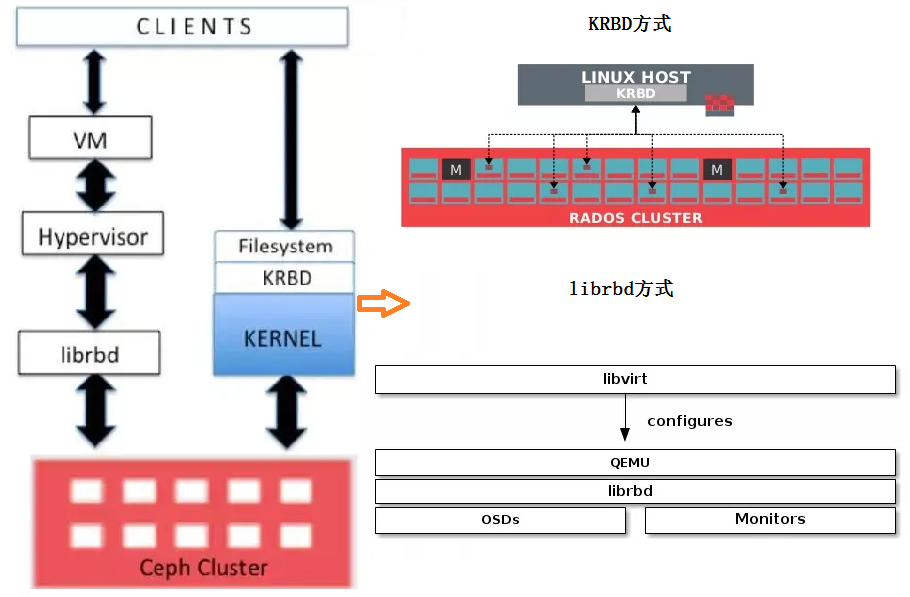 CLIENTS
VM
Hypervisor
librbd
Filesystem
KRBD
KERNEL
Ceph Cluster
KRBD方式
LINUX HOST
KRBD
M
M
RADOS CLUSTER
librbd方式
libvirt
configures
QEMU
librbd
OSDs
Monitors